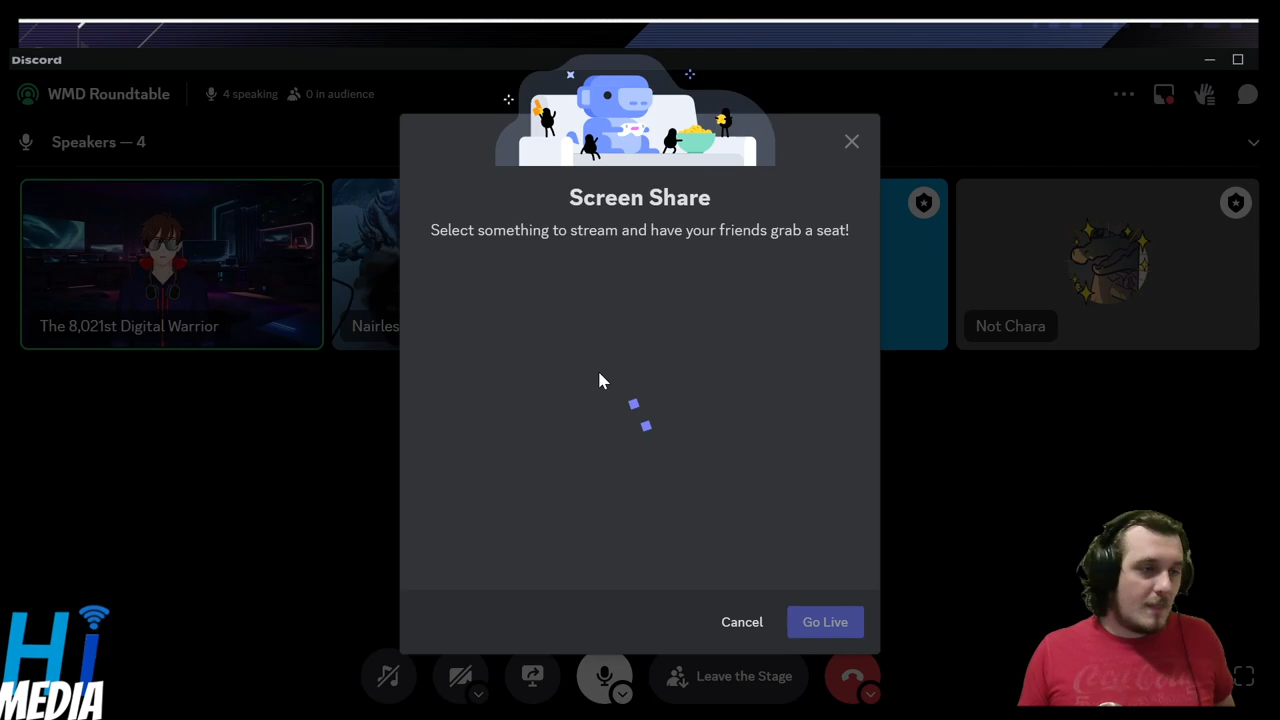 Discord
WMD Roundtable
4 speaking
0 in audience
Speakers — 4
Screen Share
Select something to stream and have your friends grab a seat!
The 8,021st Digital Warrior
Nairles
Not Chara
Cancel
Go Live
Leave the Stage
Hi
MEDIA
Coca Cola